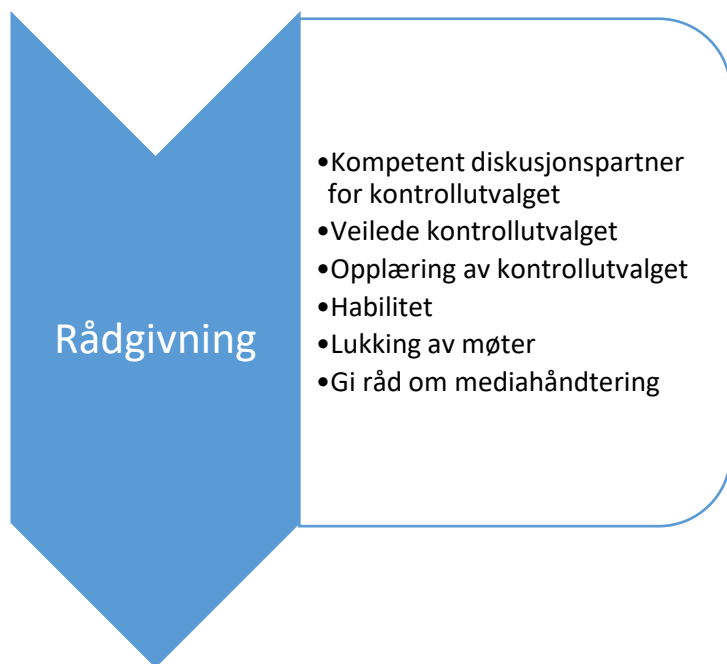 Rådgivning
•Kompetent diskusjonspartner
for kontrollutvalget
•Veilede kontrollutvalget
•Opplæring av kontrollutvalget
•Habilitet
•Lukking av møter
•Gi råd om mediahåndtering